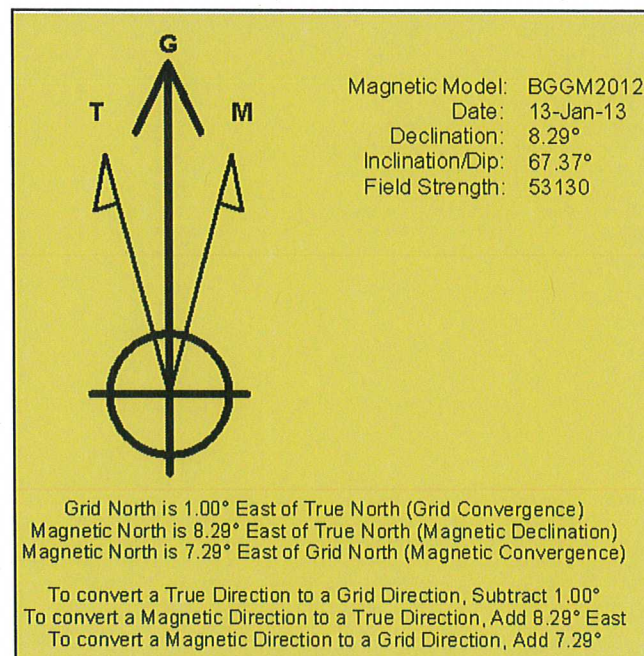 G
T M
Magnetic Model: BGGM2012
Date: 13-Jan-13
Declination: 8.29°
Inclination/Dip: 67.37°
Field Strength: 53130
Grid North is 1.00° East of True North (Grid Convergence)
Magnetic North is 8.29° East of True North (Magnetic Declination)
Magnetic North is 7.29° East of Grid North (Magnetic Convergence)
To convert a True Direction to a Grid Direction, Subtract 1.00°
To convert a Magnetic Direction to a True Direction, Add 8.29° East
To convert a Magnetic Direction to a Grid Direction, Add 7.29°